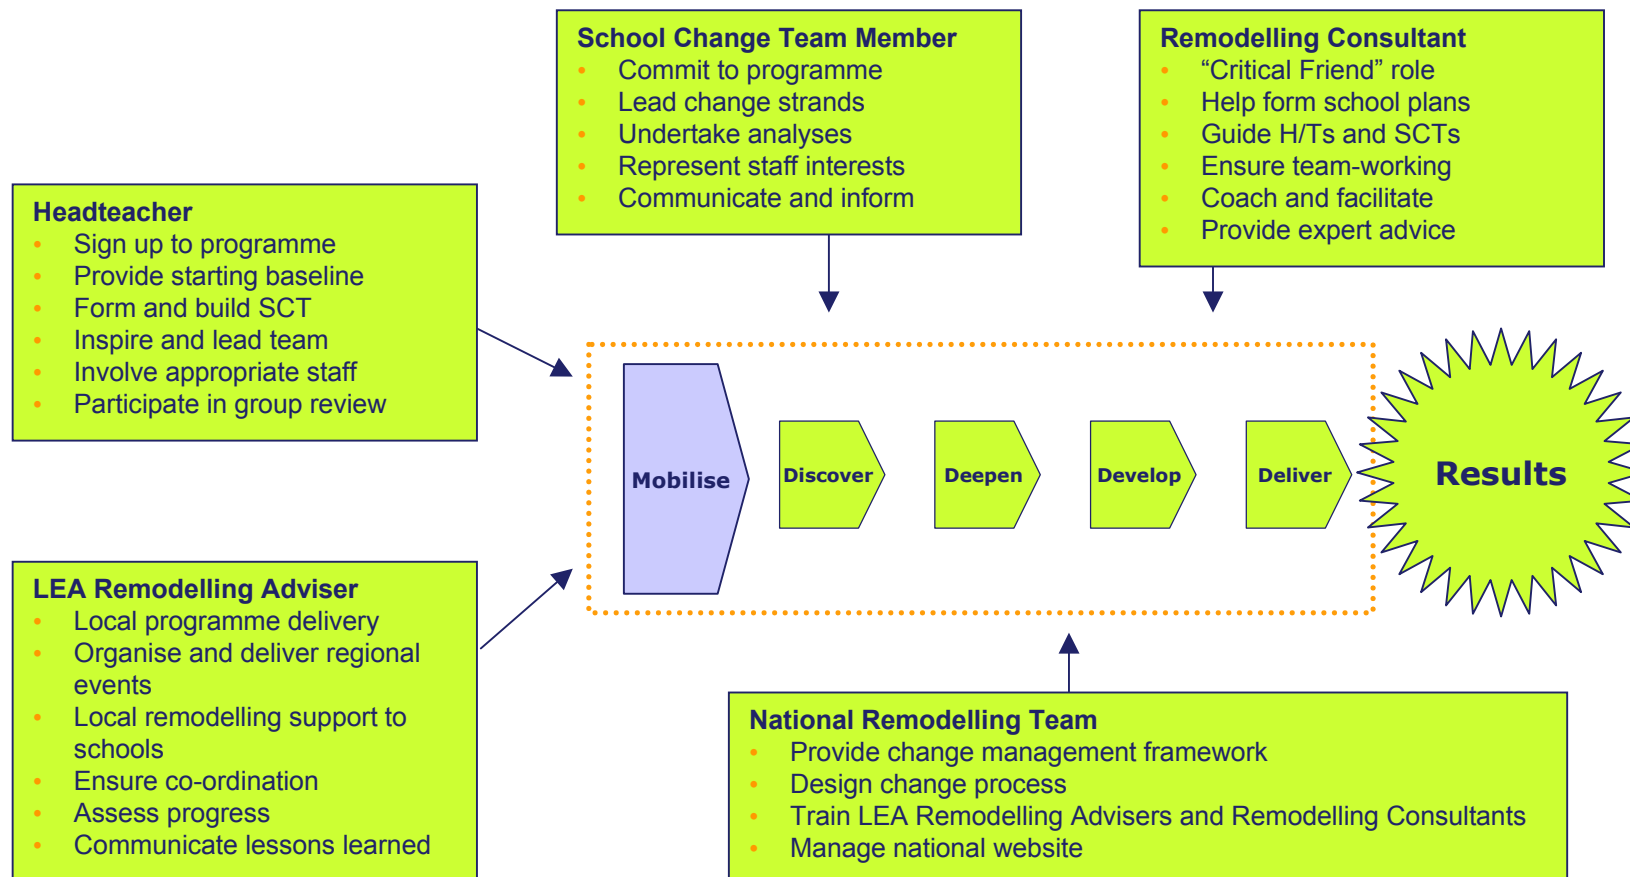 School Change Team Member
• Commit to programme
• Lead change strands
• Undertake analyses
• Represent staff interests
• Communicate and inform
Remodelling Consultant
• “Critical Friend” role
• Help form school plans
• Guide H/Ts and SCTs
• Ensure team-working
• Coach and facilitate
• Provide expert advice
Headteacher
• Sign up to programme
• Provide starting baseline
• Form and build SCT
• Inspire and lead team
• Involve appropriate staff
• Participate in group review
Mobilise
Discover
Deepen
Develop
Deliver
Results
LEA Remodelling Adviser
• Local programme delivery
• Organise and deliver regional
events
• Local remodelling support to
schools
• Ensure co-ordination
• Assess progress
• Communicate lessons learned
National Remodelling Team
• Provide change management framework
• Design change process
• Train LEA Remodelling Advisers and Remodelling Consultants
• Manage national website